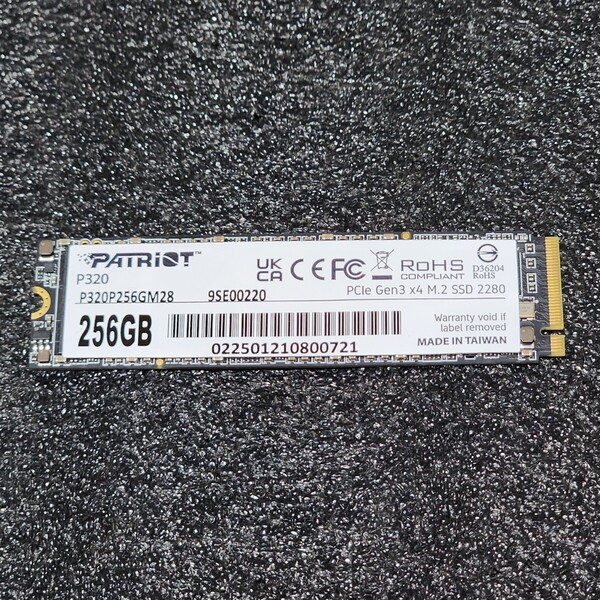 PATRIOT™
P320
P320P256GM28 9SE00220
256GB
022501210800721
UK CA CE FC RoHS COMPLIANT
D36204
RoHS
PCIe Gen3 x4 M.2 SSD 2280
Warranty void if
label removed
MADE IN TAIWAN